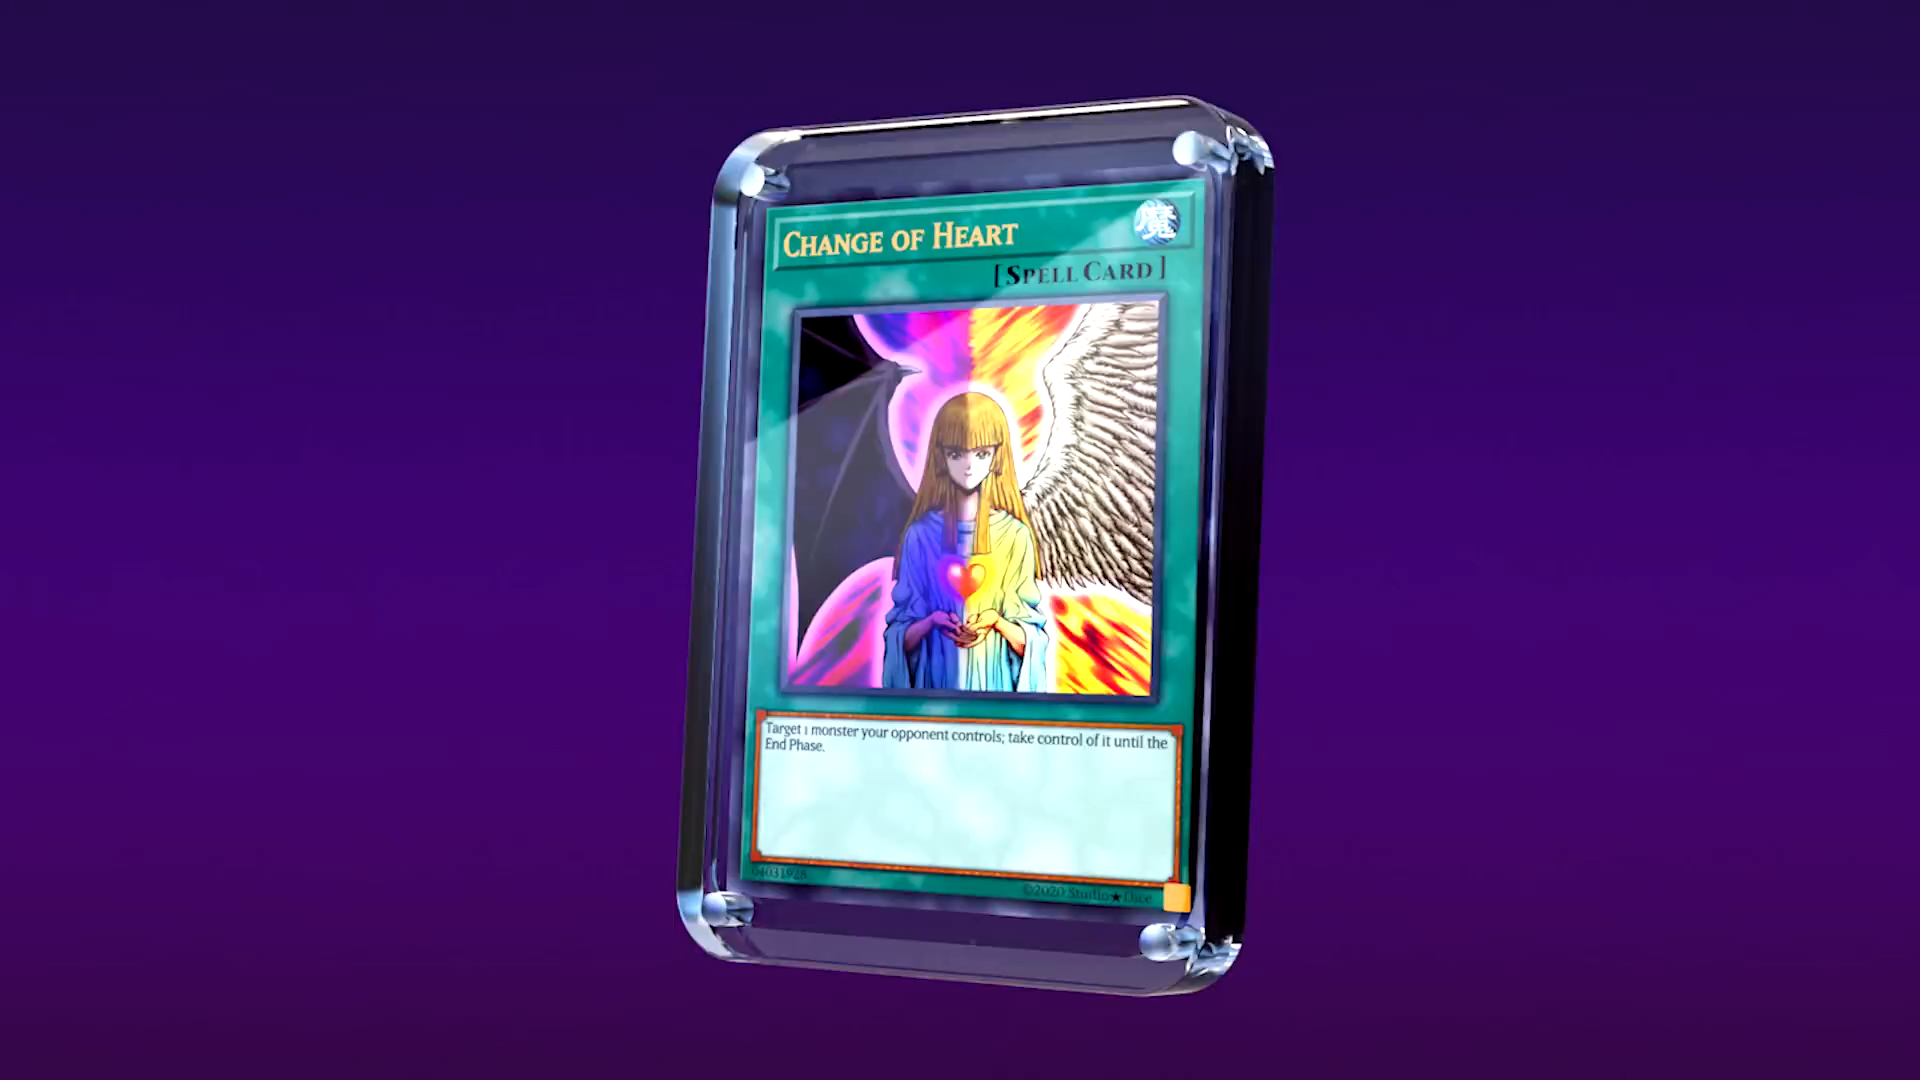 CHANGE OF HEART
魔
[SPELL CARD]
Target 1 monster your opponent controls; take control of it until the
End Phase.
04031928
©2020 Studio★Dice